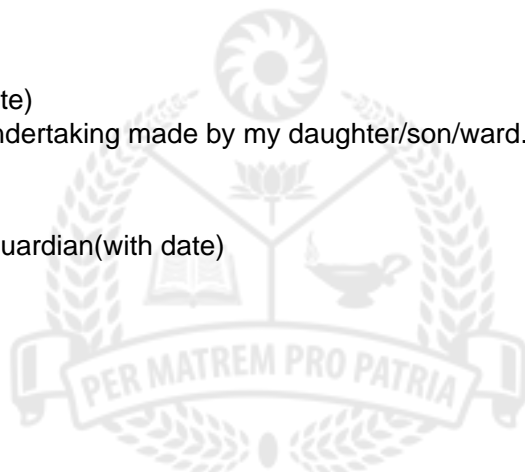 te)
ndertaking made by my daughter/son/ward.
uardian(with date)
PER MATREM PRO PATRIA